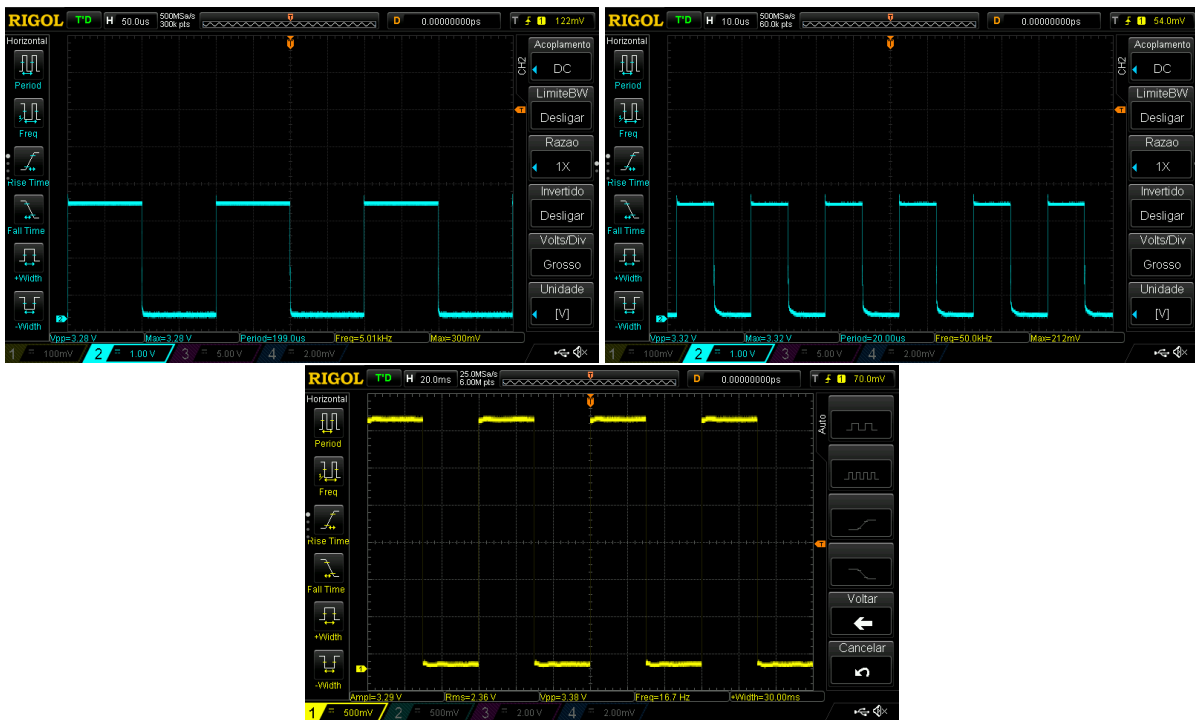 RIGOL T'D H 50.0us 500MSa/s 300k pts D 0.00000000ps T 1 122mV
Horizontal
Period
Freq
Rise Time
Fall Time
+Width
-Width
T
T
2
CH2
Acoplamento
DC
LimiteBW
Desligar
Razao
1X
Invertido
Desligar
Volts/Div
Grosso
Unidade
[V]
Vpp=3.28 V Max=3.28 V Period=199.0us Freq=5.01kHz Max=300mV
1 = 100mV 2 = 1.00 V 3 = 5.00 V 4 = 2.00mV
RIGOL T'D H 10.0us 500MSa/s 60.0k pts D 0.00000000ps T 1 54.0mV
Horizontal
Period
Freq
Rise Time
Fall Time
+Width
-Width
T
T
2
CH2
Acoplamento
DC
LimiteBW
Desligar
Razao
1X
Invertido
Desligar
Volts/Div
Grosso
Unidade
[V]
Vpp=3.32 V Max=3.32 V Period=20.00us Freq=50.0kHz Max=212mV
1 = 100mV 2 = 1.00 V 3 = 5.00 V 4 = 2.00mV
RIGOL T'D H 20.0ms 25.0MSa/s 6.00M pts D 0.00000000ps T 1 70.0mV
Horizontal
Period
Freq
Rise Time
Fall Time
+Width
-Width
T
T
1
Auto
Voltar
Cancelar
Ampl=3.29 V Rms=2.36 V Vpp=3.38 V Freq=16.7 Hz +Width=30.00ms
1 = 500mV 2 = 500mV 3 = 2.00 V 4 = 2.00mV